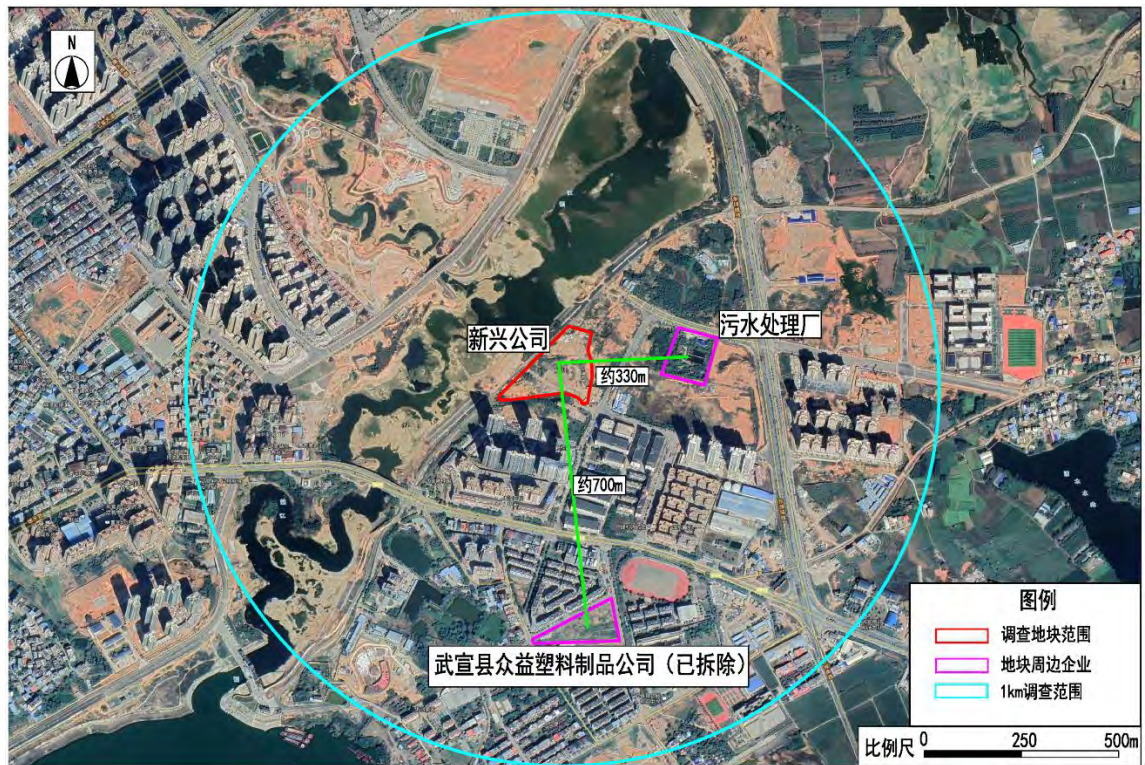 N
新兴公司
污水处理厂
约330m
约700m
武宣县众益塑料制品公司（已拆除）
图例
调查地块范围
地块周边企业
1km调查范围
比例尺 0 250 500m